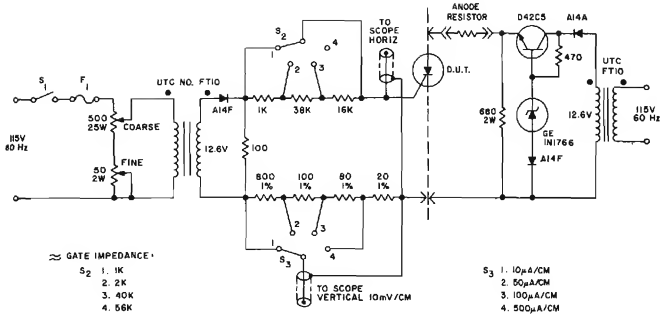 TO
SCOPE
HORIZ
ANODE
RESISTOR
D42C5
A14A
S2
1
4
2
3
D.U.T.
470
UTC
FT10
S1
F1
UTC NO. FT10
A14F
1K
38K
16K
115V
60 Hz
500
25W
COARSE
12.6V
100
680
2W
12.6V
115V
60 Hz
GE
1N1766
A14F
50
2W
FINE
800
1%
100
1%
80
1%
20
1%
2
3
1
4
S3
TO SCOPE
VERTICAL 10mV/CM
≈ GATE IMPEDANCE:
S2 1. 1K
2. 2K
3. 40K
4. 56K
S3 1. 10µA/CM
2. 50µA/CM
3. 100µA/CM
4. 500µA/CM